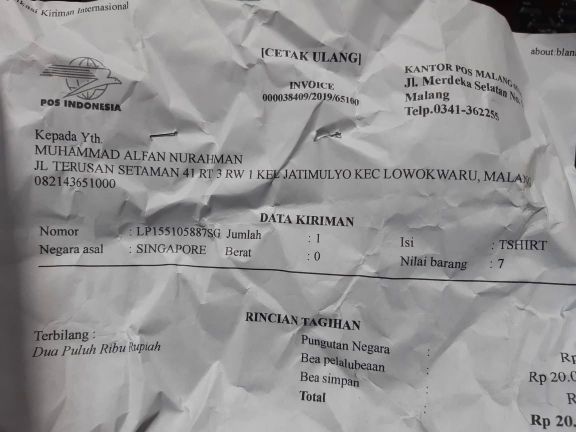 Kiriman Internasional
about:blan
[CETAK ULANG]
POS INDONESIA
INVOICE
000038409/2019/65100
KANTOR POS MALANG
Jl. Merdeka Selatan No.
Malang
Telp.0341-362255
Kepada Yth.
MUHAMMAD ALFAN NURAHMAN
JL TERUSAN SETAMAN 41 RT 3 RW 1 KEL JATIMULYO KEC LOWOKWARU, MALANG
082143651000
DATA KIRIMAN
Nomor : LP155105887SG Jumlah : 1 Isi : TSHIRT
Negara asal : SINGAPORE Berat : 0 Nilai barang : 7
RINCIAN TAGIHAN
Terbilang :
Dua Puluh Ribu Rupiah
Pungutan Negara : Rp
Bea pelalubeaan : Rp 20.0
Bea simpan : R
Total Rp 20.